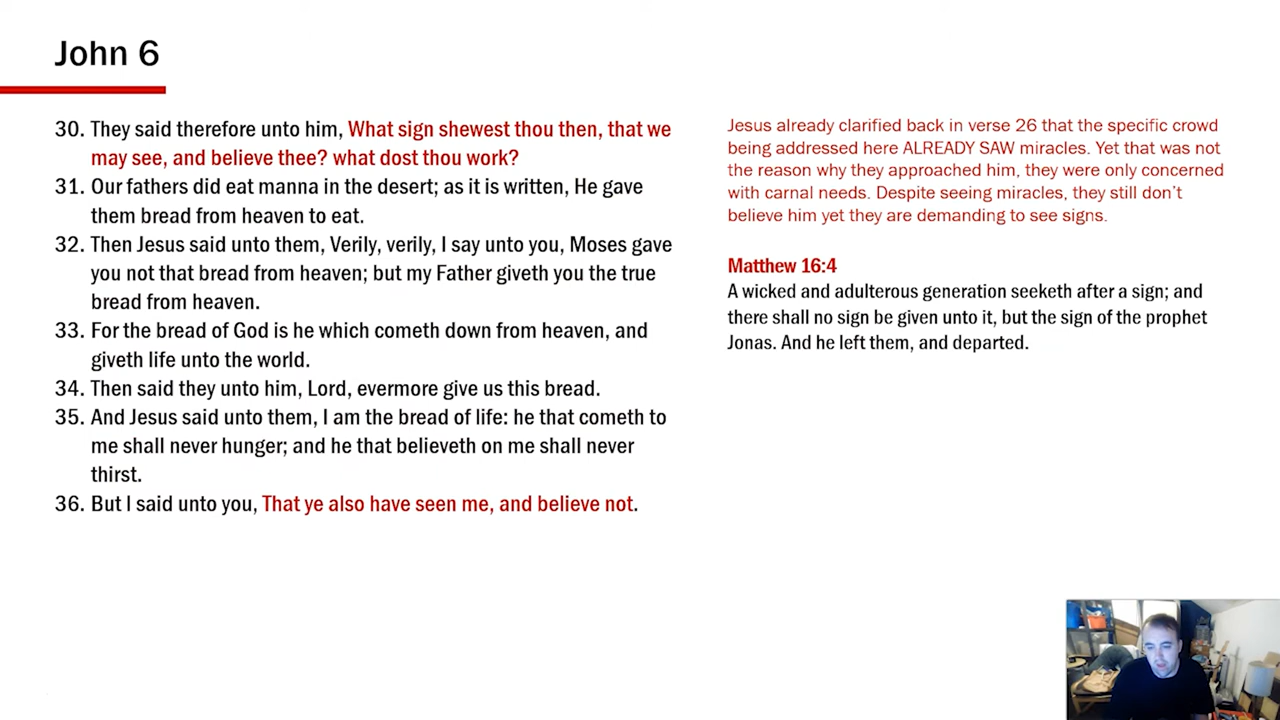 John 6
30. They said therefore unto him, What sign shewest thou then, that we
may see, and believe thee? what dost thou work?
31. Our fathers did eat manna in the desert; as it is written, He gave
them bread from heaven to eat.
32. Then Jesus said unto them, Verily, verily, I say unto you, Moses gave
you not that bread from heaven; but my Father giveth you the true
bread from heaven.
33. For the bread of God is he which cometh down from heaven, and
giveth life unto the world.
34. Then said they unto him, Lord, evermore give us this bread.
35. And Jesus said unto them, I am the bread of life: he that cometh to
me shall never hunger; and he that believeth on me shall never
thirst.
36. But I said unto you, That ye also have seen me, and believe not.
Jesus already clarified back in verse 26 that the specific crowd
being addressed here ALREADY SAW miracles. Yet that was not
the reason why they approached him, they were only concerned
with carnal needs. Despite seeing miracles, they still don't
believe him yet they are demanding to see signs.
Matthew 16:4
A wicked and adulterous generation seeketh after a sign; and
there shall no sign be given unto it, but the sign of the prophet
Jonas. And he left them, and departed.